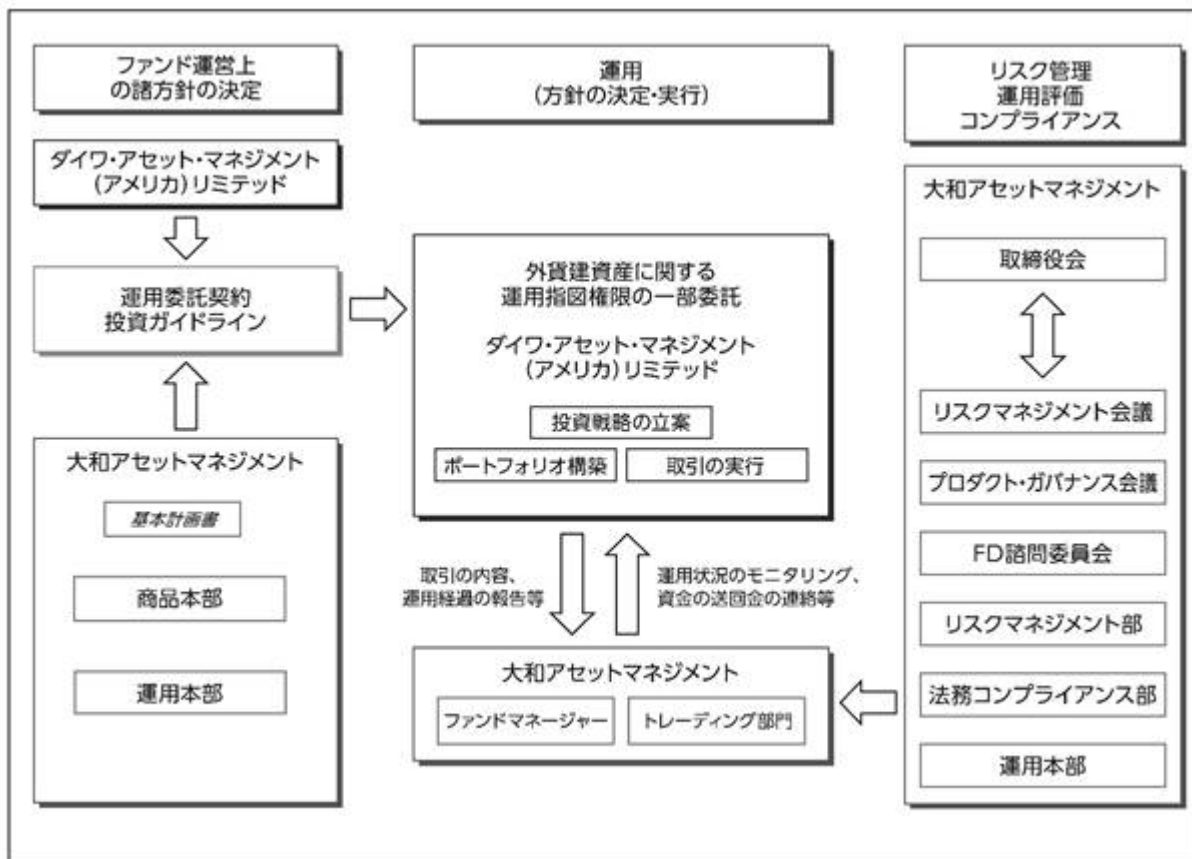 ファンド運営上
の諸方針の決定
ダイワ・アセット・マネジメント
(アメリカ)リミテッド
運用委託契約
投資ガイドライン
大和アセットマネジメント
基本計画書
商品本部
運用本部
運用
(方針の決定・実行)
外貨建資産に関する
運用指図権限の一部委託
ダイワ・アセット・マネジメント
(アメリカ)リミテッド
投資戦略の立案
ポートフォリオ構築
取引の実行
取引の内容、
運用経過の報告等
運用状況のモニタリング、
資金の送回金の連絡等
大和アセットマネジメント
ファンドマネージャー
トレーディング部門
リスク管理
運用評価
コンプライアンス
大和アセットマネジメント
取締役会
リスクマネジメント会議
プロダクト・ガバナンス会議
FD諮問委員会
リスクマネジメント部
法務コンプライアンス部
運用本部